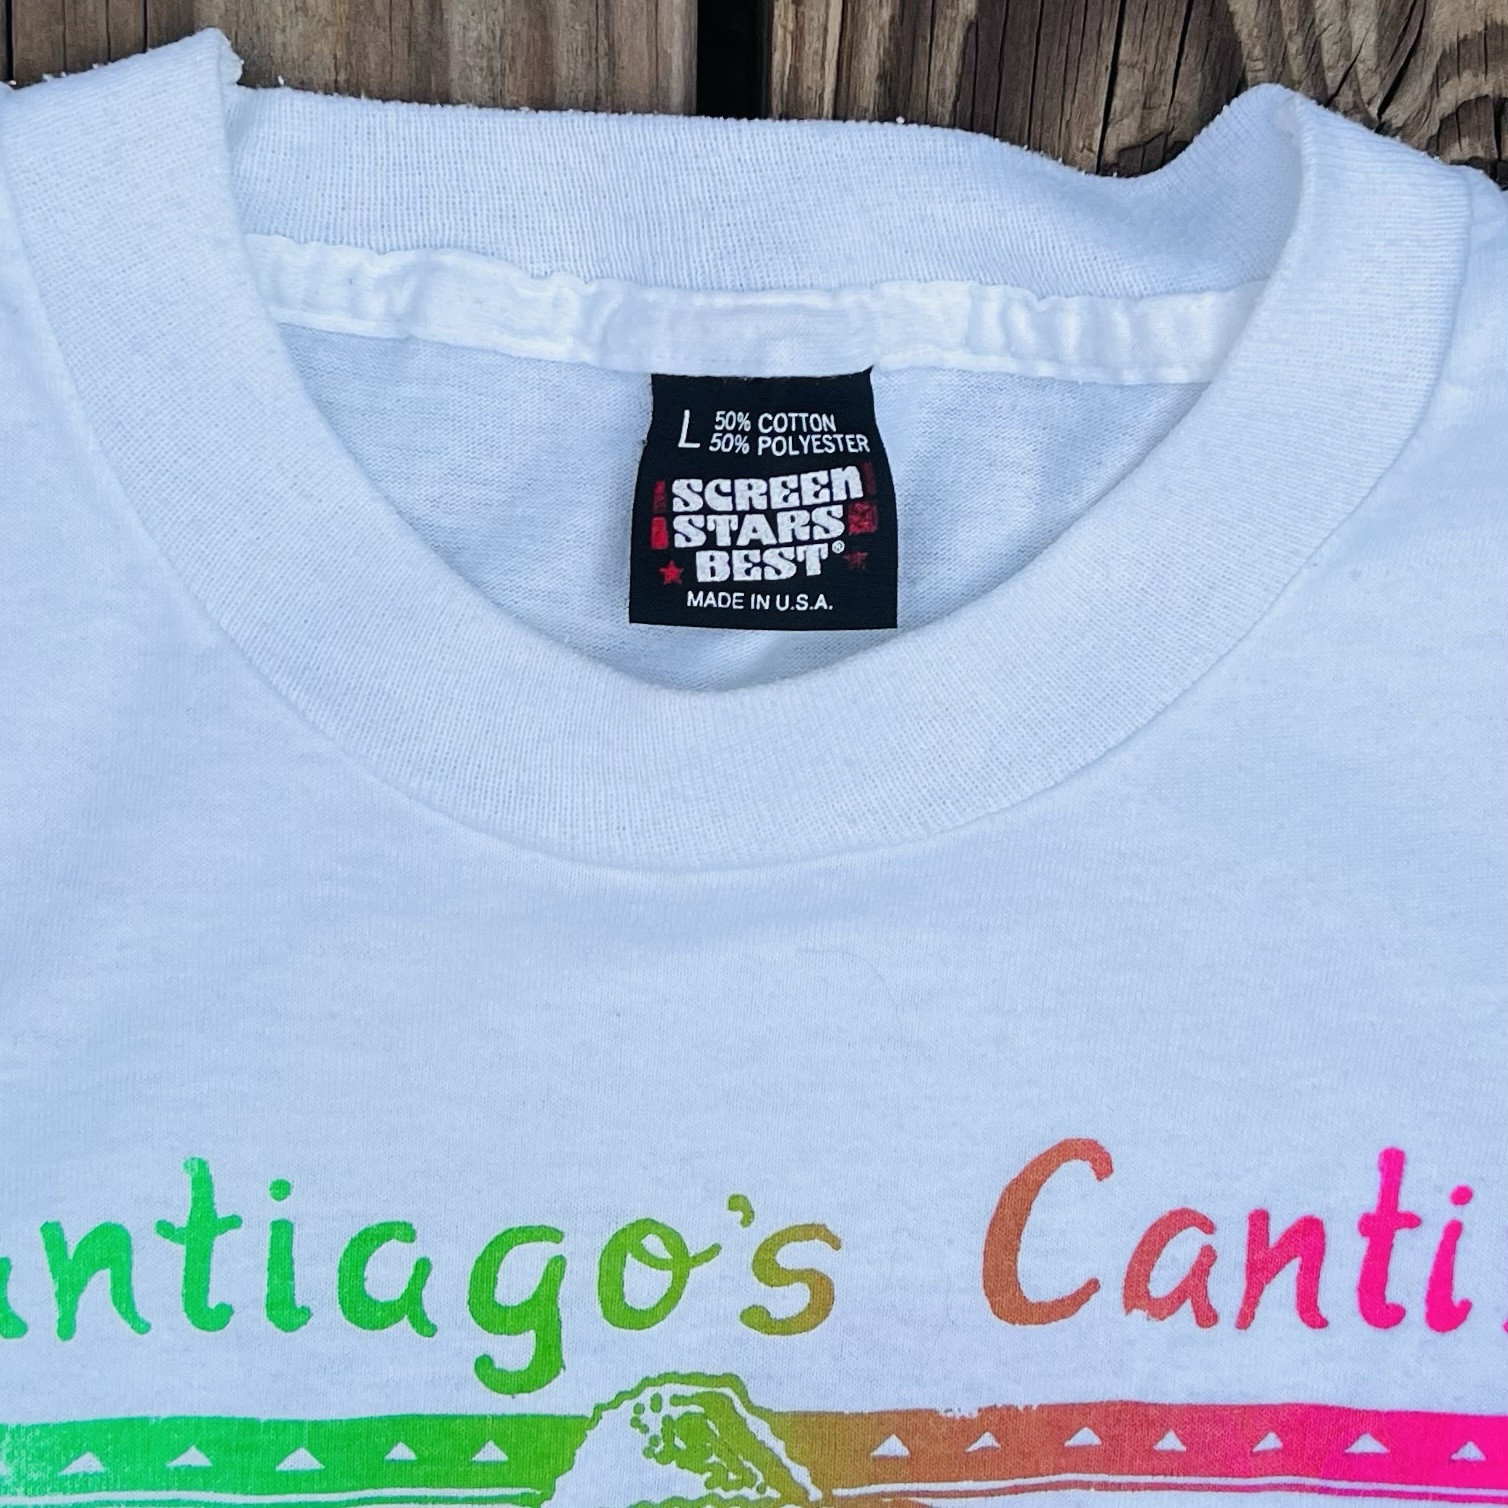 L 50% COTTON
50% POLYESTER
SCREEN
STARS
BEST®
MADE IN U.S.A.
antiago's Canti